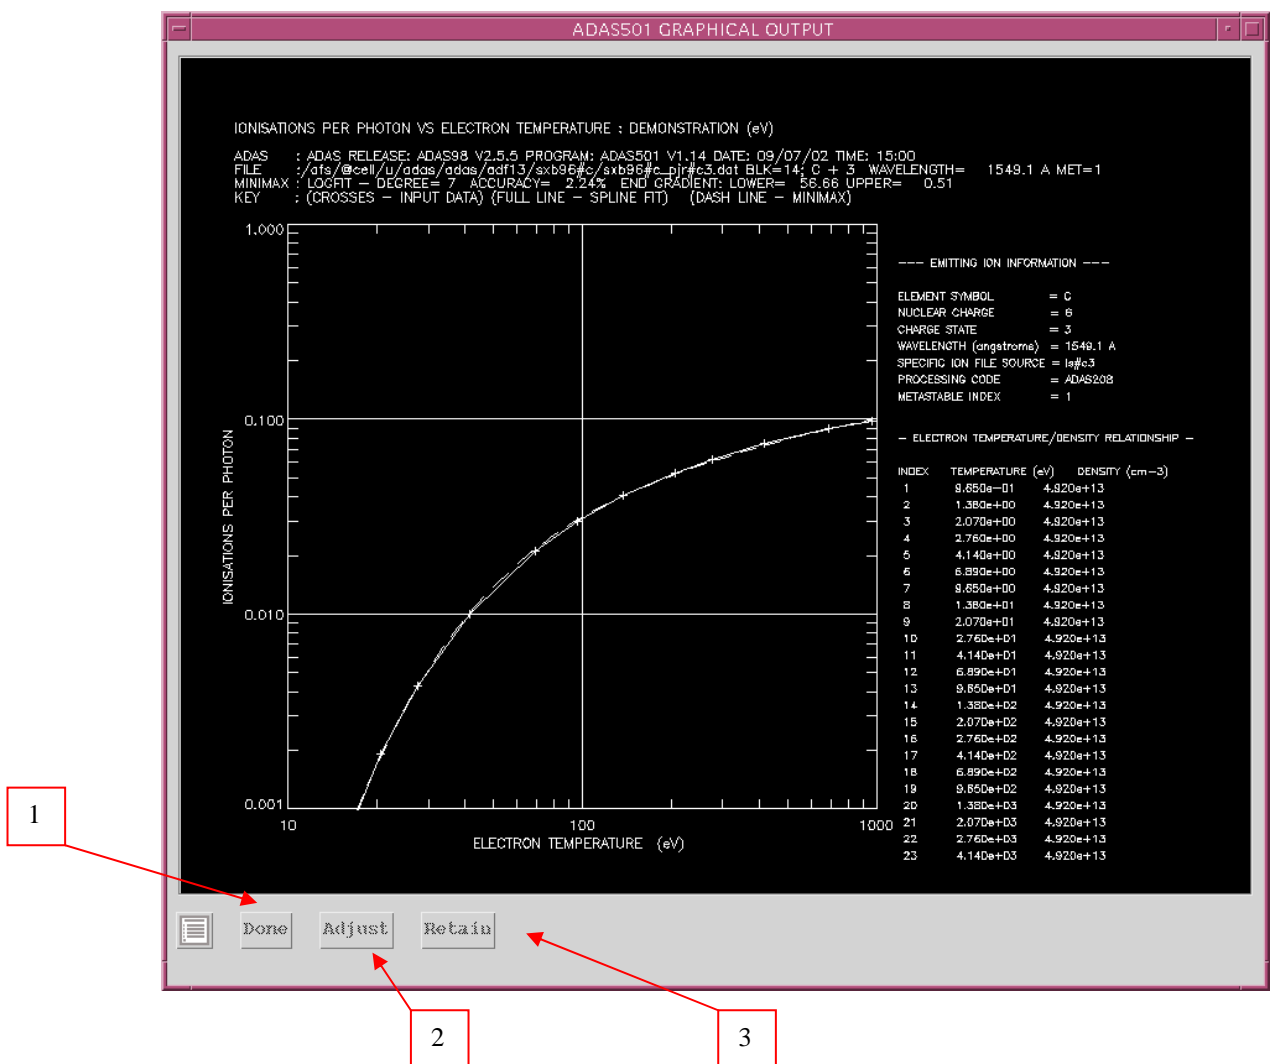 ADAS501 GRAPHICAL OUTPUT
IONISATIONS PER PHOTON VS ELECTRON TEMPERATURE : DEMONSTRATION (eV)
ADAS : ADAS RELEASE: ADAS98 V2.5.5 PROGRAM: ADAS501 V1.14 DATE: 09/07/02 TIME: 15:00
FILE :/afs/@cell/u/adas/adas/adf13/sxb96#c/sxb96#c_pjr#c3.dat BLK=14; C + 3 WAVELENGTH= 1549.1 A MET=1
MINIMAX : LOGFIT - DEGREE= 7 ACCURACY= 2.24% END GRADIENT: LOWER= 56.66 UPPER= 0.51
KEY : (CROSSES - INPUT DATA) (FULL LINE - SPLINE FIT) (DASH LINE - MINIMAX)
1.000
0.100
0.010
0.001
10 100 1000
IONISATIONS PER PHOTON
ELECTRON TEMPERATURE (eV)
--- EMITTING ION INFORMATION ---
ELEMENT SYMBOL = C
NUCLEAR CHARGE = 6
CHARGE STATE = 3
WAVELENGTH (angstroms) = 1549.1 A
SPECIFIC ION FILE SOURCE = ls#c3
PROCESSING CODE = ADAS208
METASTABLE INDEX = 1
- ELECTRON TEMPERATURE/DENSITY RELATIONSHIP -
INDEX TEMPERATURE (eV) DENSITY (cm-3)
1 9.650e-01 4.920e+13
2 1.380e+00 4.920e+13
3 2.070e+00 4.920e+13
4 2.760e+00 4.920e+13
5 4.140e+00 4.920e+13
6 6.890e+00 4.920e+13
7 9.650e+00 4.920e+13
8 1.380e+01 4.920e+13
9 2.070e+01 4.920e+13
10 2.760e+01 4.920e+13
11 4.140e+01 4.920e+13
12 6.890e+01 4.920e+13
13 9.650e+01 4.920e+13
14 1.380e+02 4.920e+13
15 2.070e+02 4.920e+13
16 2.760e+02 4.920e+13
17 4.140e+02 4.920e+13
18 6.890e+02 4.920e+13
19 9.650e+02 4.920e+13
20 1.380e+03 4.920e+13
21 2.070e+03 4.920e+13
22 2.760e+03 4.920e+13
23 4.140e+03 4.920e+13
Done Adjust Retain
1
2
3